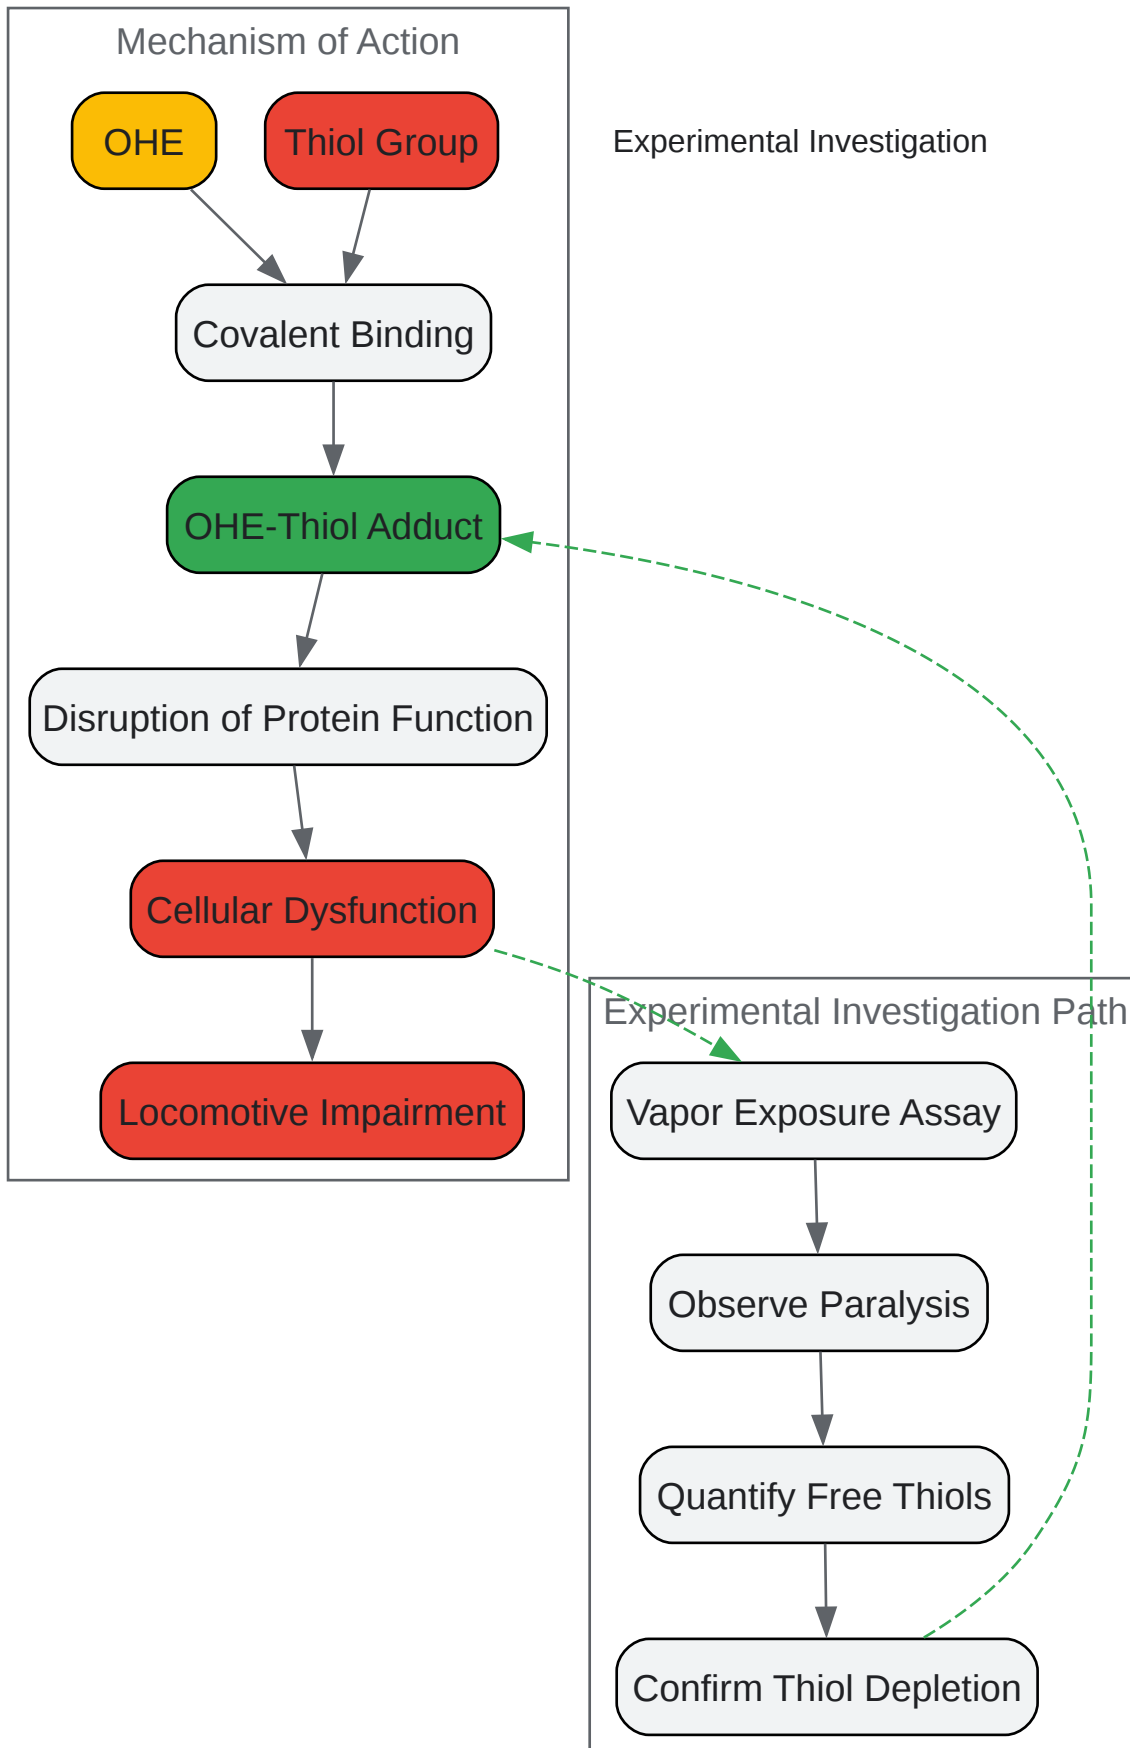 Mechanism of Action
OHE
Thiol Group
Experimental Investigation
Covalent Binding
OHE-Thiol Adduct
Disruption of Protein Function
Cellular Dysfunction
Experimental Investigation Path
Locomotive Impairment
Vapor Exposure Assay
Observe Paralysis
Quantify Free Thiols
Confirm Thiol Depletion